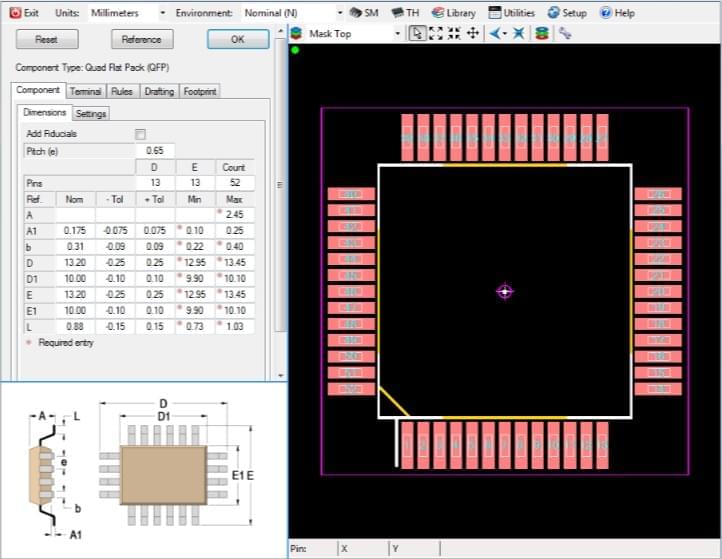 Exit Units: Millimeters Environment: Nominal (N) SM TH Library Utilities Setup Help
Reset Reference OK
Mask Top
Component Type: Quad Flat Pack (QFP)
Component Terminal Rules Drafting Footprint
Dimensions Settings
Add Fiducials
Pitch (e) 0.65
D E Count
Pins 13 13 52
Ref. Nom - Tol + Tol Min Max
A * 2.45
A1 0.175 -0.075 0.075 * 0.10 0.25
b 0.31 -0.09 0.09 * 0.22 * 0.40
D 13.20 -0.25 0.25 * 12.95 * 13.45
D1 10.00 -0.10 0.10 * 9.90 * 10.10
E 13.20 -0.25 0.25 * 12.95 * 13.45
E1 10.00 -0.10 0.10 * 9.90 * 10.10
L 0.88 -0.15 0.15 * 0.73 * 1.03
* Required entry
A L D
D1
e
E1 E
b
A1
Pin: X Y